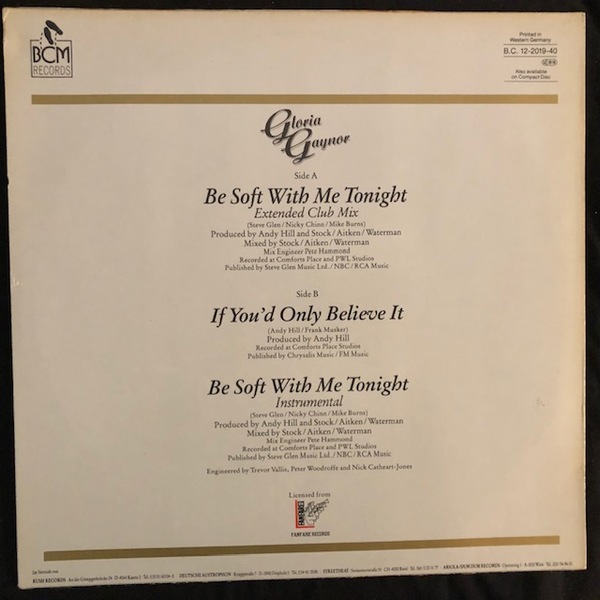 BCM
RECORDS
Printed in
Western Germany
B.C. 12-2019-40
Also available
on Compact Disc
Gloria
Gaynor
Side A
Be Soft With Me Tonight
Extended Club Mix
(Steve Glen/Nicky Chinn/Mike Burns)
Produced by Andy Hill and Stock/Aitken/Waterman
Mixed by Stock/Aitken/Waterman
Mix Engineer Pete Hammond
Recorded at Comforts Place and PWL Studios
Published by Steve Glen Music Ltd./NBC/RCA Music
Side B
If You'd Only Believe It
(Andy Hill/Frank Musker)
Produced by Andy Hill
Recorded at Comforts Place Studios
Published by Chrysalis Music/FM Music
Be Soft With Me Tonight
Instrumental
(Steve Glen/Nicky Chinn/Mike Burns)
Produced by Andy Hill and Stock/Aitken/Waterman
Mixed by Stock/Aitken/Waterman
Mix Engineer Pete Hammond
Recorded at Comforts Place and PWL Studios
Published by Steve Glen Music Ltd./NBC/RCA Music
Engineered by Trevor Vallis, Peter Woodroffe and Nick Cathcart-Jones
Licensed from
FANFARE
FANFARE RECORDS
RUSH RECORDS DEUTSCHE AUSTROPHON STREETHEAT